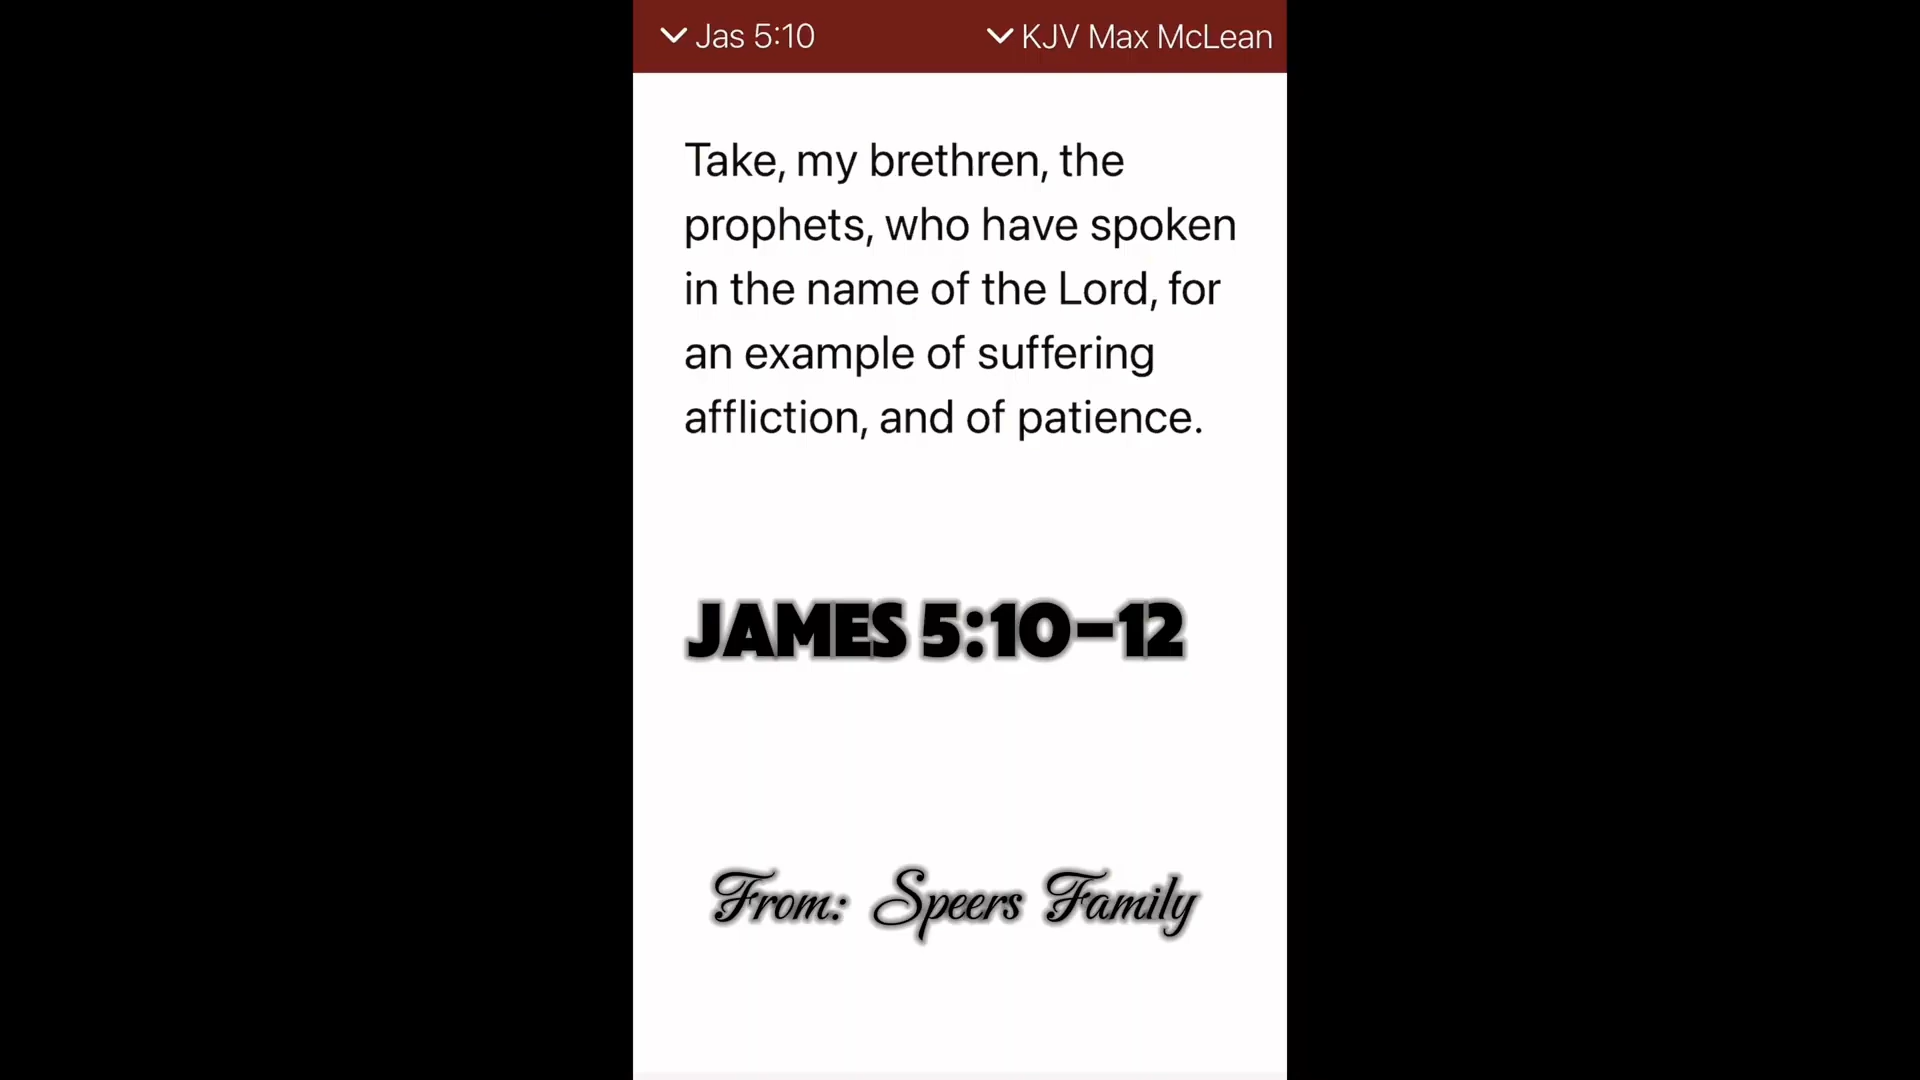 Jas 5:10 KJV Max McLean
Take, my brethren, the
prophets, who have spoken
in the name of the Lord, for
an example of suffering
affliction, and of patience.
JAMES 5:10-12
From: Speers Family